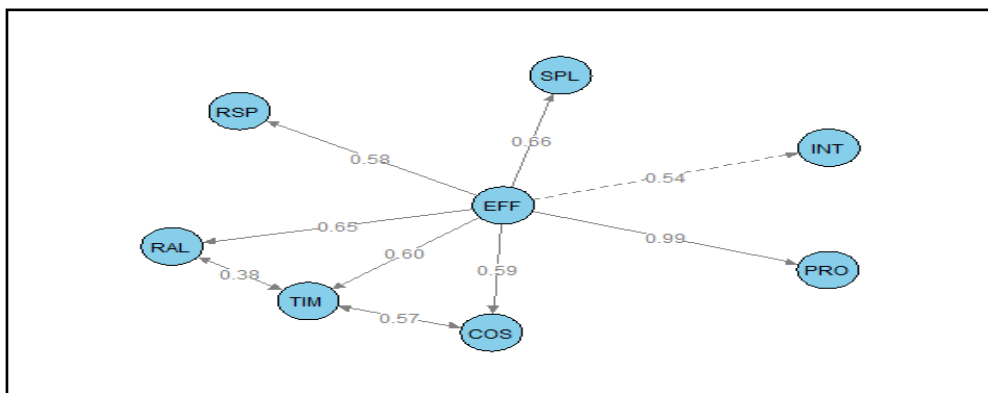 SPL
RSP
0.66
INT
0.58
0.54
EFF
0.65
0.99
RAL
0.60
0.59
PRO
0.38
TIM
0.57
COS